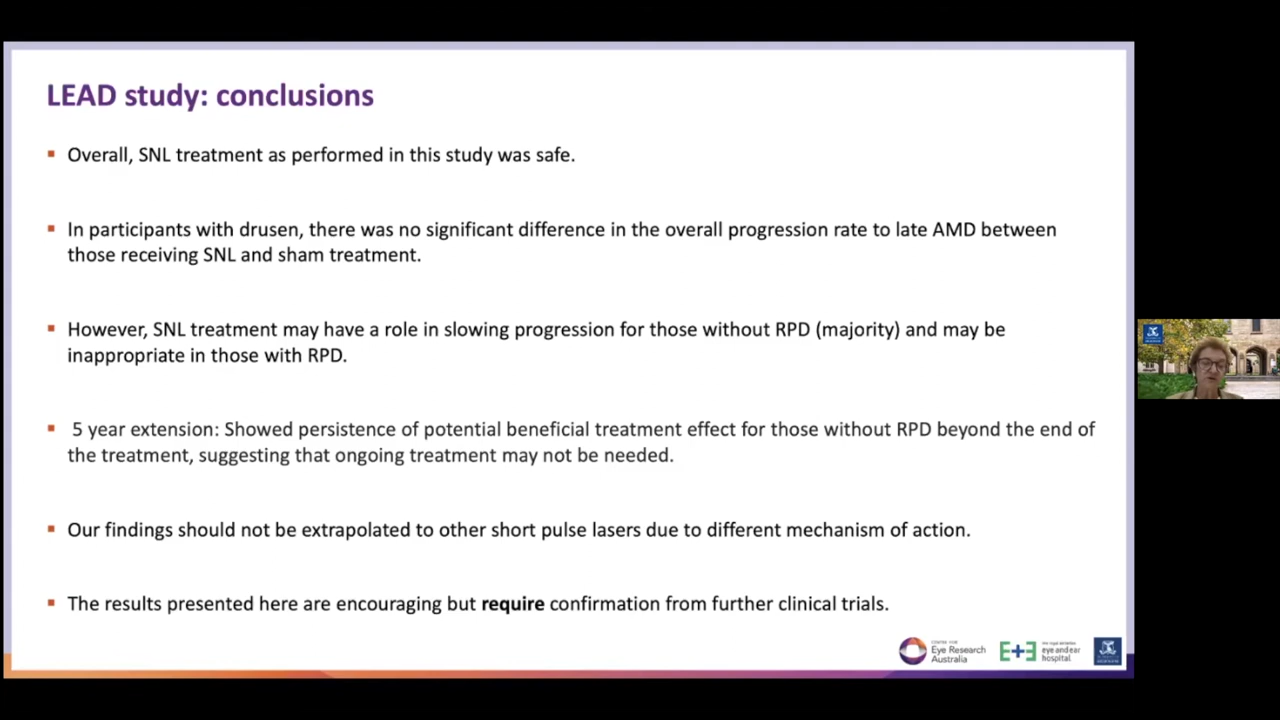 LEAD study: conclusions
▪ Overall, SNL treatment as performed in this study was safe.
▪ In participants with drusen, there was no significant difference in the overall progression rate to late AMD between
those receiving SNL and sham treatment.
▪ However, SNL treatment may have a role in slowing progression for those without RPD (majority) and may be
inappropriate in those with RPD.
▪ 5 year extension: Showed persistence of potential beneficial treatment effect for those without RPD beyond the end of
the treatment, suggesting that ongoing treatment may not be needed.
▪ Our findings should not be extrapolated to other short pulse lasers due to different mechanism of action.
▪ The results presented here are encouraging but require confirmation from further clinical trials.
CENTRE FOR
Eye Research
Australia
eye and ear
hospital